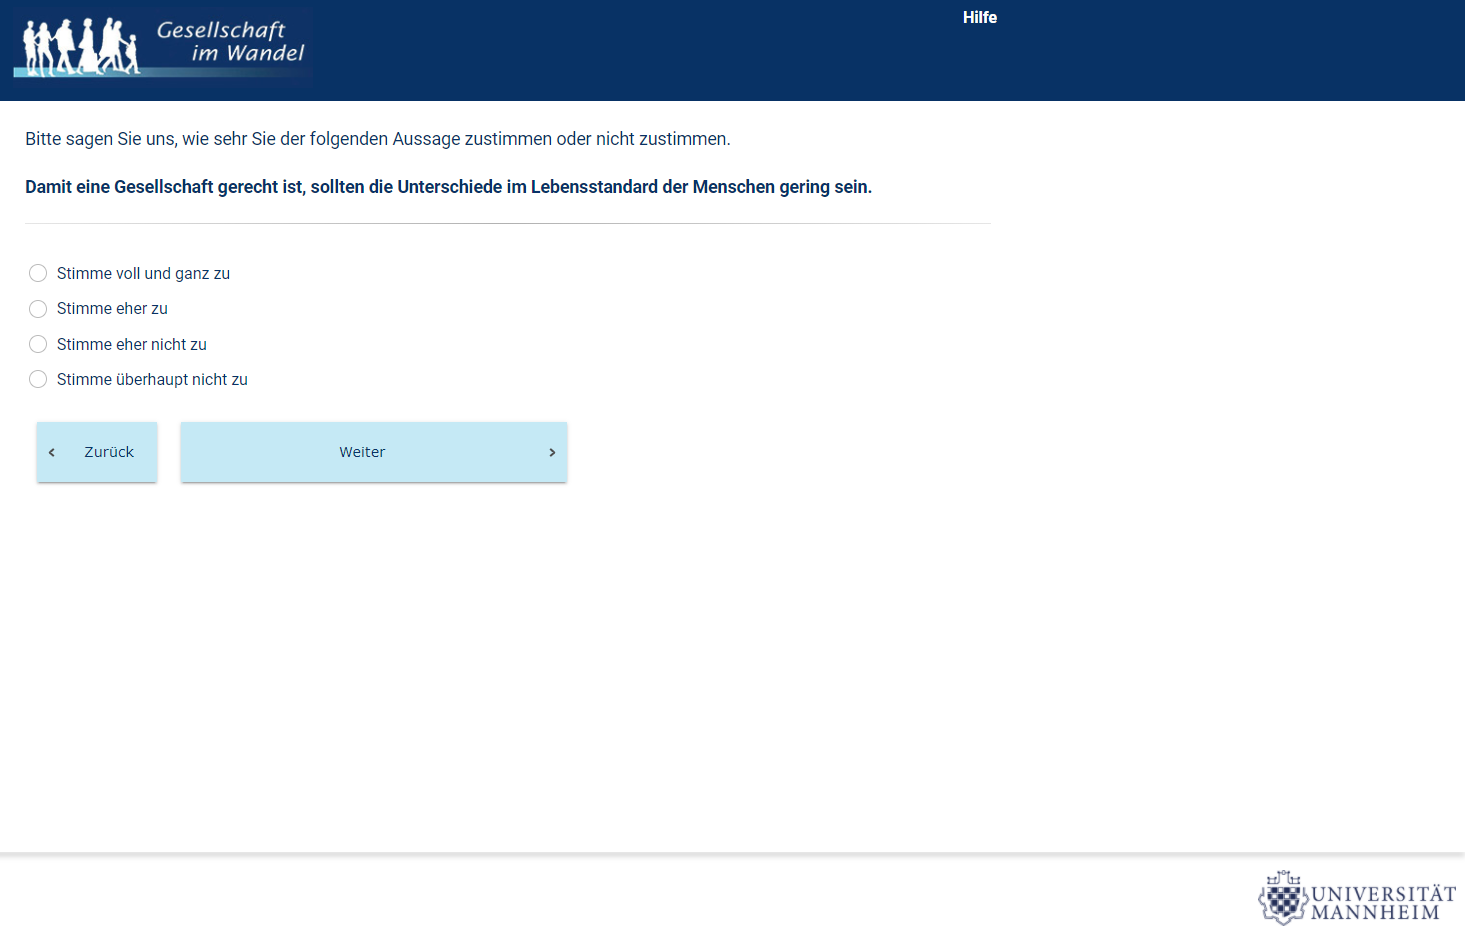 Gesellschaft
im Wandel
Hilfe
Bitte sagen Sie uns, wie sehr Sie der folgenden Aussage zustimmen oder nicht zustimmen.
Damit eine Gesellschaft gerecht ist, sollten die Unterschiede im Lebensstandard der Menschen gering sein.
Stimme voll und ganz zu
Stimme eher zu
Stimme eher nicht zu
Stimme überhaupt nicht zu
Zurück
Weiter
UNIVERSITÄT
MANNHEIM